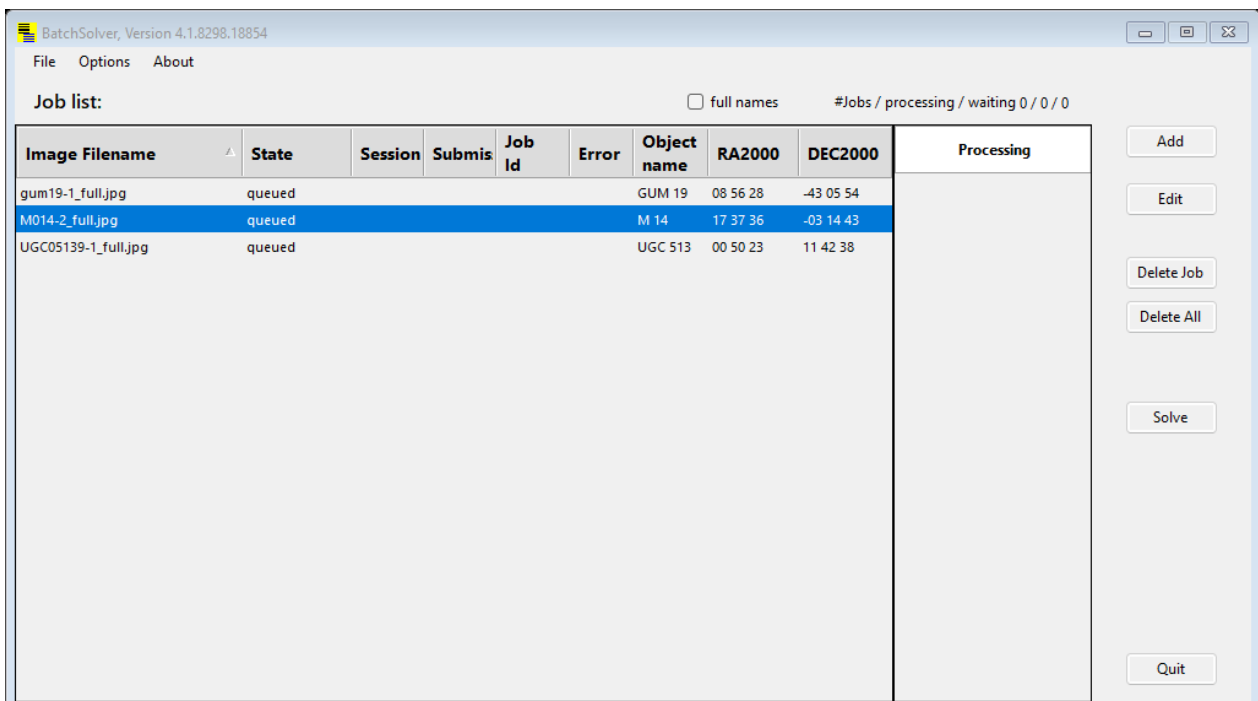 BatchSolver, Version 4.1.8298.18854
File Options About
Job list: full names #Jobs / processing / waiting 0 / 0 / 0
Image Filename State Session Submis Job Id Error Object name RA2000 DEC2000 Processing
gum19-1_full.jpg queued GUM 19 08 56 28 -43 05 54
M014-2_full.jpg queued M 14 17 37 36 -03 14 43
UGC05139-1_full.jpg queued UGC 513 00 50 23 11 42 38
Add
Edit
Delete Job
Delete All
Solve
Quit